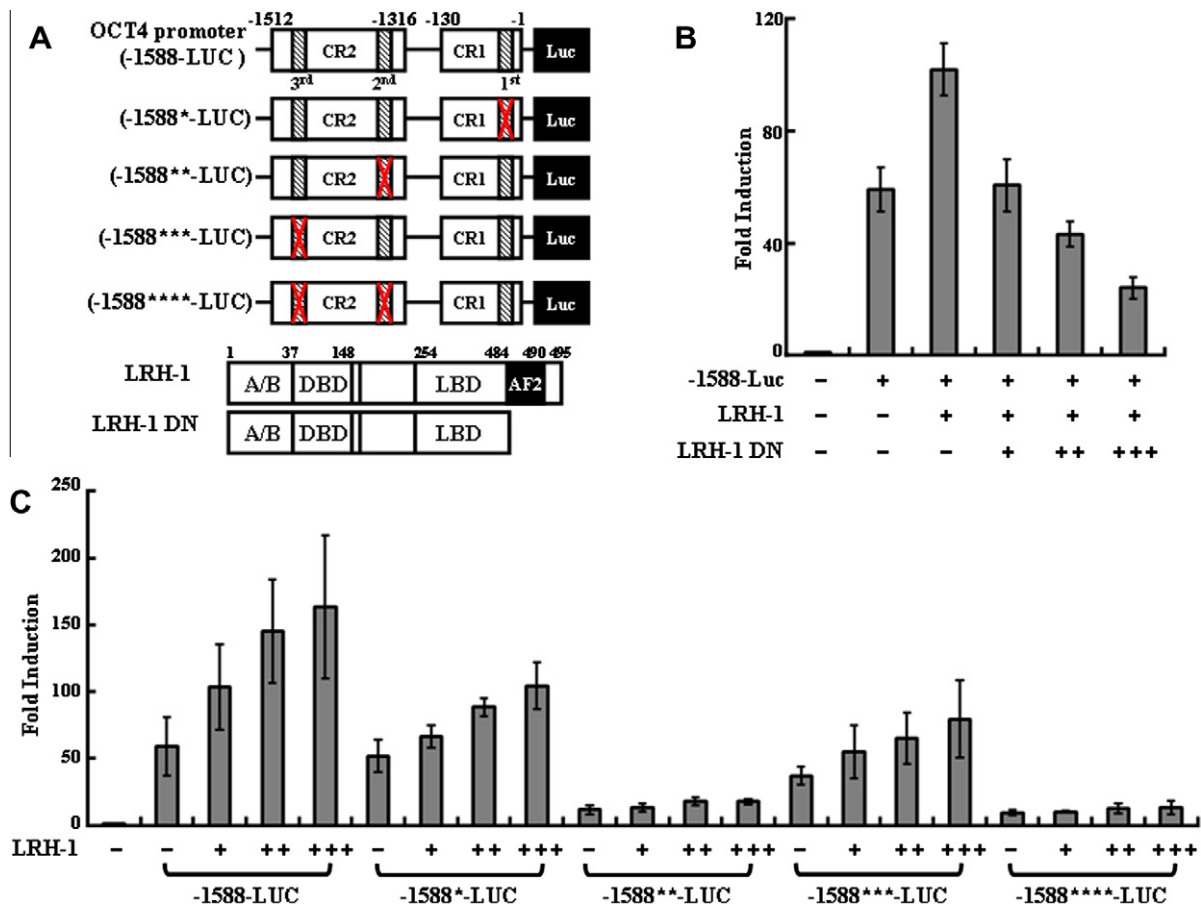 A
-1512 -1316 -130 -1
OCT4 promoter
(-1588-LUC )
CR2 CR1 Luc
3rd 2nd 1st
(-1588*-LUC) CR2 CR1 Luc
(-1588**-LUC) CR2 CR1 Luc
(-1588***-LUC) CR2 CR1 Luc
(-1588****-LUC) CR2 CR1 Luc
1 37 148 254 484 490 495
LRH-1 A/B DBD LBD AF2
LRH-1 DN A/B DBD LBD
B
Fold Induction
120
80
40
0
-1588-Luc - + + + + +
LRH-1 - - + + + +
LRH-1 DN - - - + ++ +++
C
Fold Induction
250
200
150
100
50
0
LRH-1 - - + ++ +++ - + ++ +++ - + ++ +++ - + ++ +++ - + ++ +++
-1588-LUC -1588*-LUC -1588**-LUC -1588***-LUC -1588****-LUC